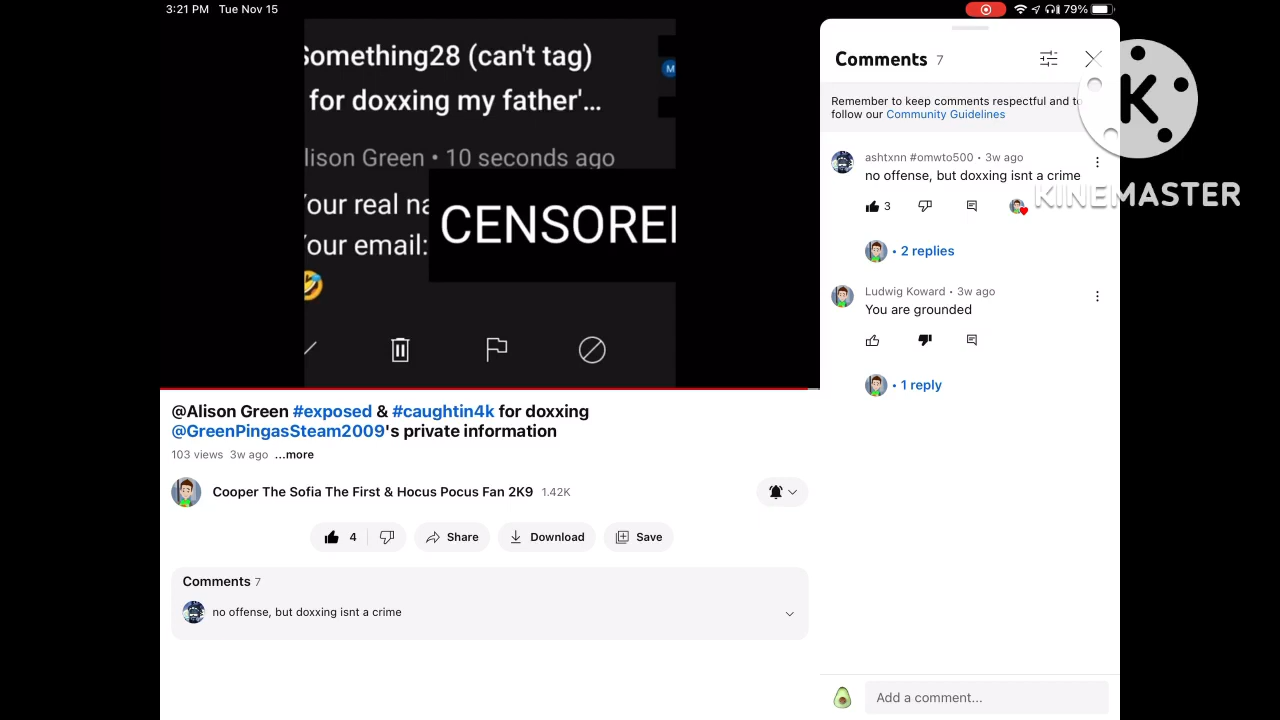 3:21 PM Tue Nov 15
79%
Something28 (can't tag)
for doxxing my father'...
lison Green • 10 seconds ago
Your real na
Your email:
CENSORED
Comments 7
Remember to keep comments respectful and to
follow our Community Guidelines
ashtxnn #omwto500 • 3w ago
no offense, but doxxing isnt a crime
3
• 2 replies
Ludwig Koward • 3w ago
You are grounded
• 1 reply
K
KINEMASTER
M
@Alison Green #exposed & #caughtin4k for doxxing
@GreenPingasSteam2009's private information
103 views 3w ago ...more
Cooper The Sofia The First & Hocus Pocus Fan 2K9 1.42K
4
Share
Download
Save
Comments 7
no offense, but doxxing isnt a crime
Add a comment...